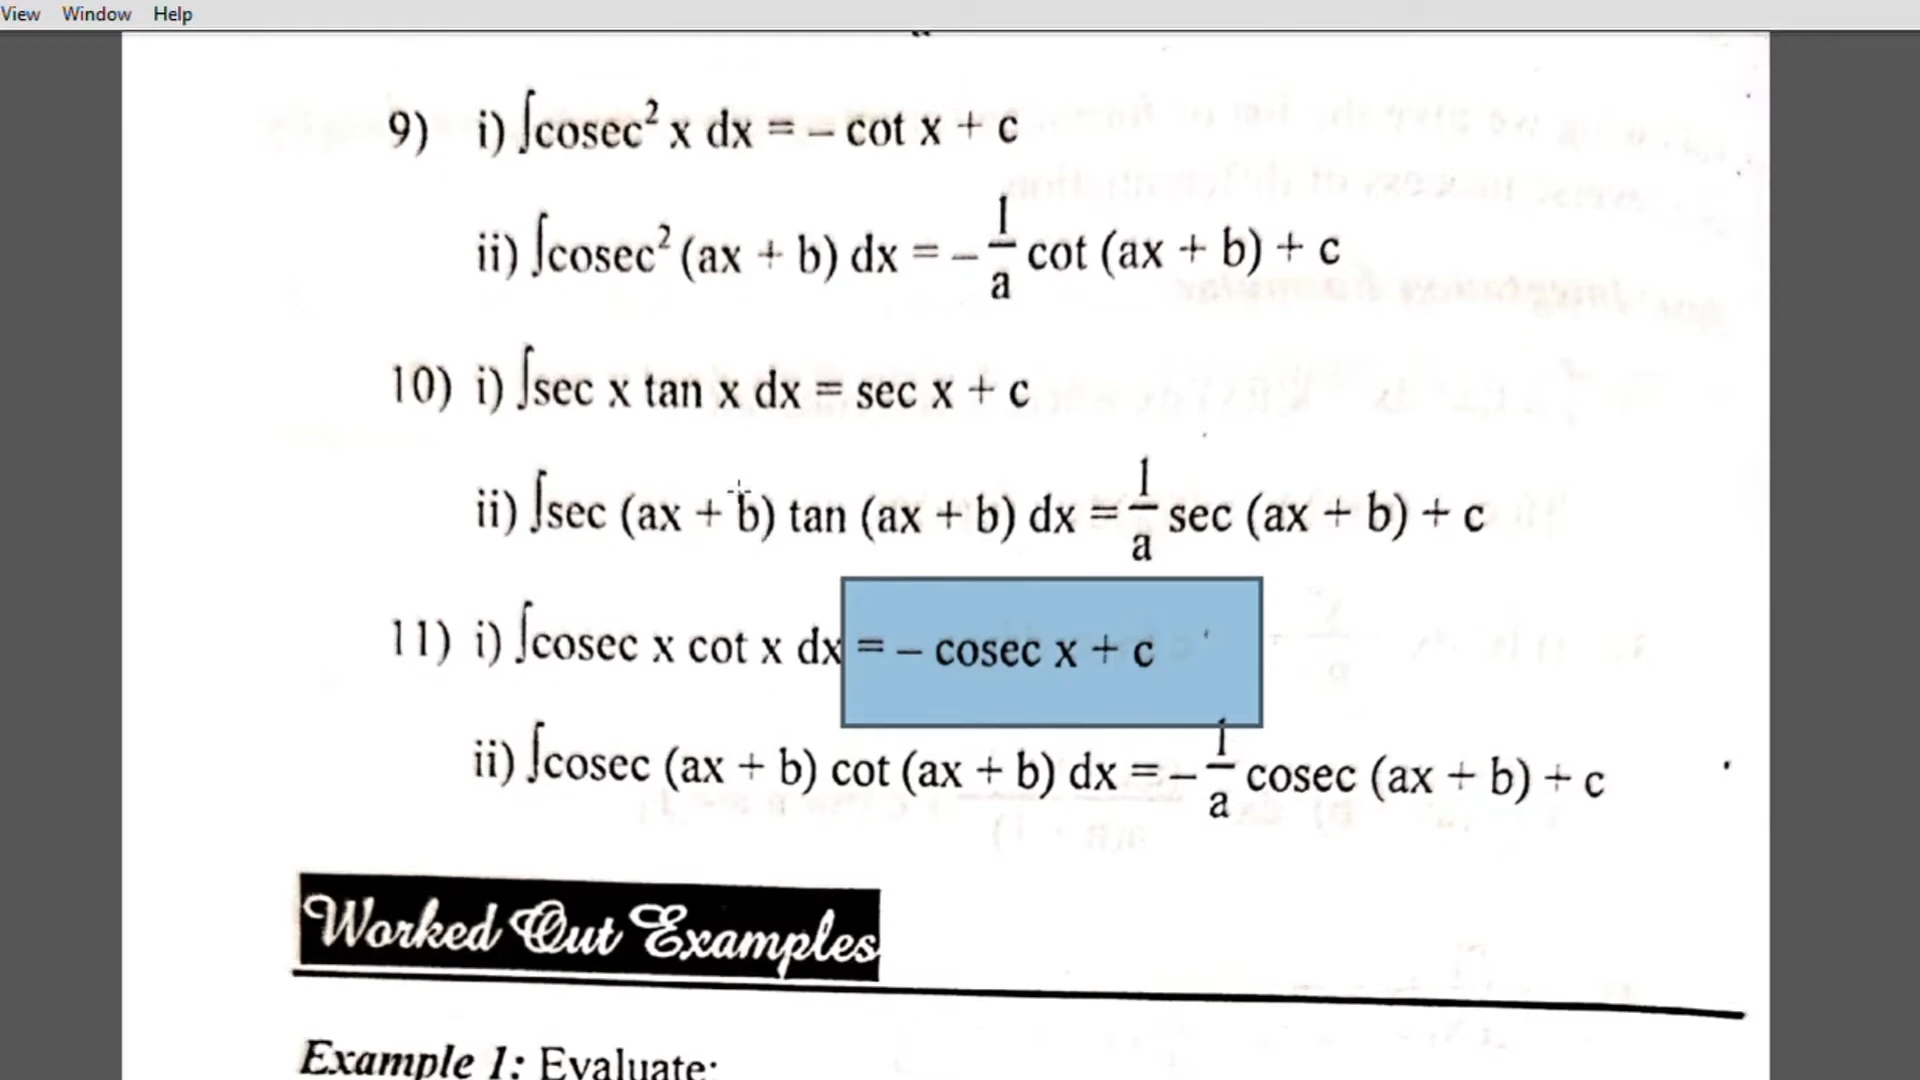 View Window Help
9) i) ∫cosec² x dx = – cot x + c
ii) ∫cosec² (ax + b) dx = – 1/a cot (ax + b) + c
10) i) ∫sec x tan x dx = sec x + c
ii) ∫sec (ax + b) tan (ax + b) dx = 1/a sec (ax + b) + c
11) i) ∫cosec x cot x dx = – cosec x + c
ii) ∫cosec (ax + b) cot (ax + b) dx = – 1/a cosec (ax + b) + c
Worked Out Examples
Example 1: Evaluate: